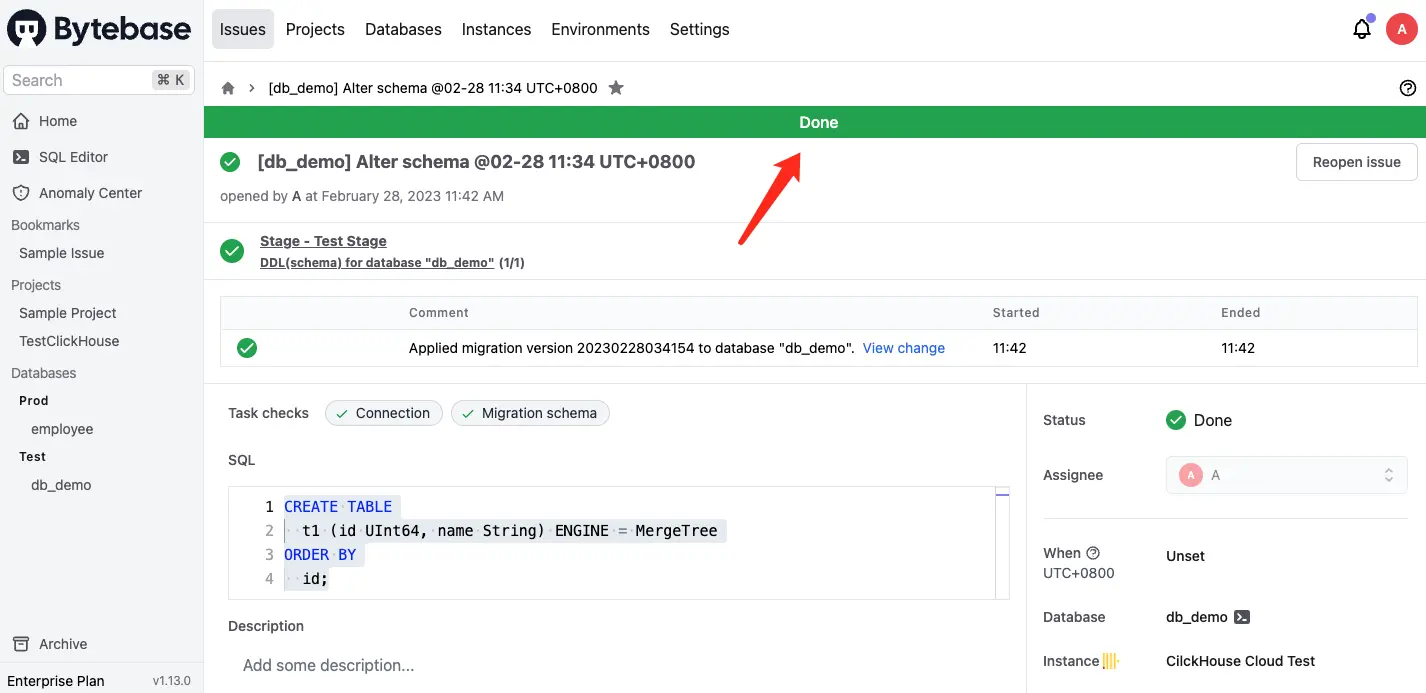 Bytebase
Issues Projects Databases Instances Environments Settings
A
Search ⌘ K
Home
SQL Editor
Anomaly Center
Bookmarks
Sample Issue
Projects
Sample Project
TestClickHouse
Databases
Prod
employee
Test
db_demo
Archive
Enterprise Plan v1.13.0
[db_demo] Alter schema @02-28 11:34 UTC+0800
Done
[db_demo] Alter schema @02-28 11:34 UTC+0800
Reopen issue
opened by A at February 28, 2023 11:42 AM
Stage - Test Stage
DDL(schema) for database "db_demo" (1/1)
Comment Started Ended
Applied migration version 20230228034154 to database "db_demo". View change 11:42 11:42
Task checks Connection Migration schema
SQL
1 CREATE TABLE
2 t1 (id UInt64, name String) ENGINE = MergeTree
3 ORDER BY
4 id;
Description
Add some description...
Status Done
Assignee A A
When Unset
UTC+0800
Database db_demo
Instance CilckHouse Cloud Test